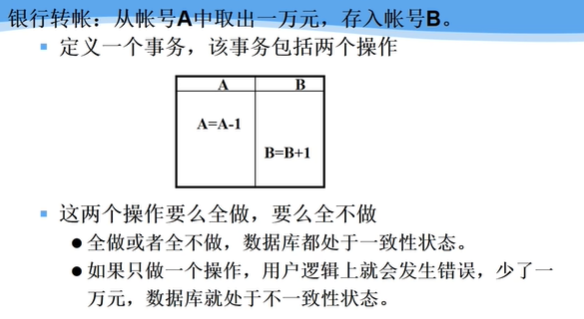 银行转帐：从帐号A中取出一万元，存入帐号B。
定义一个事务，该事务包括两个操作
A B
A=A-1
B=B+1
这两个操作要么全做，要么全不做
全做或者全不做，数据库都处于一致性状态。
如果只做一个操作，用户逻辑上就会发生错误，少了一
万元，数据库就处于不一致性状态。